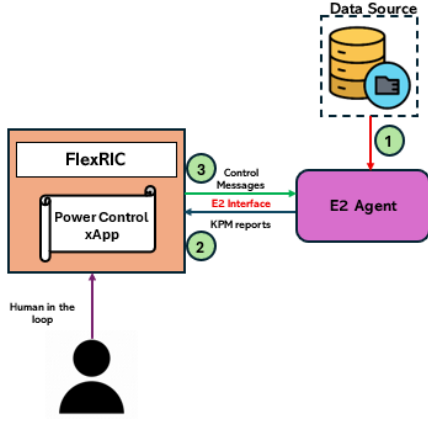 Data Source
1
FlexRIC
3
Control
Messages
E2 Interface
KPM reports
E2 Agent
Power Control
xApp
2
Human in the
loop